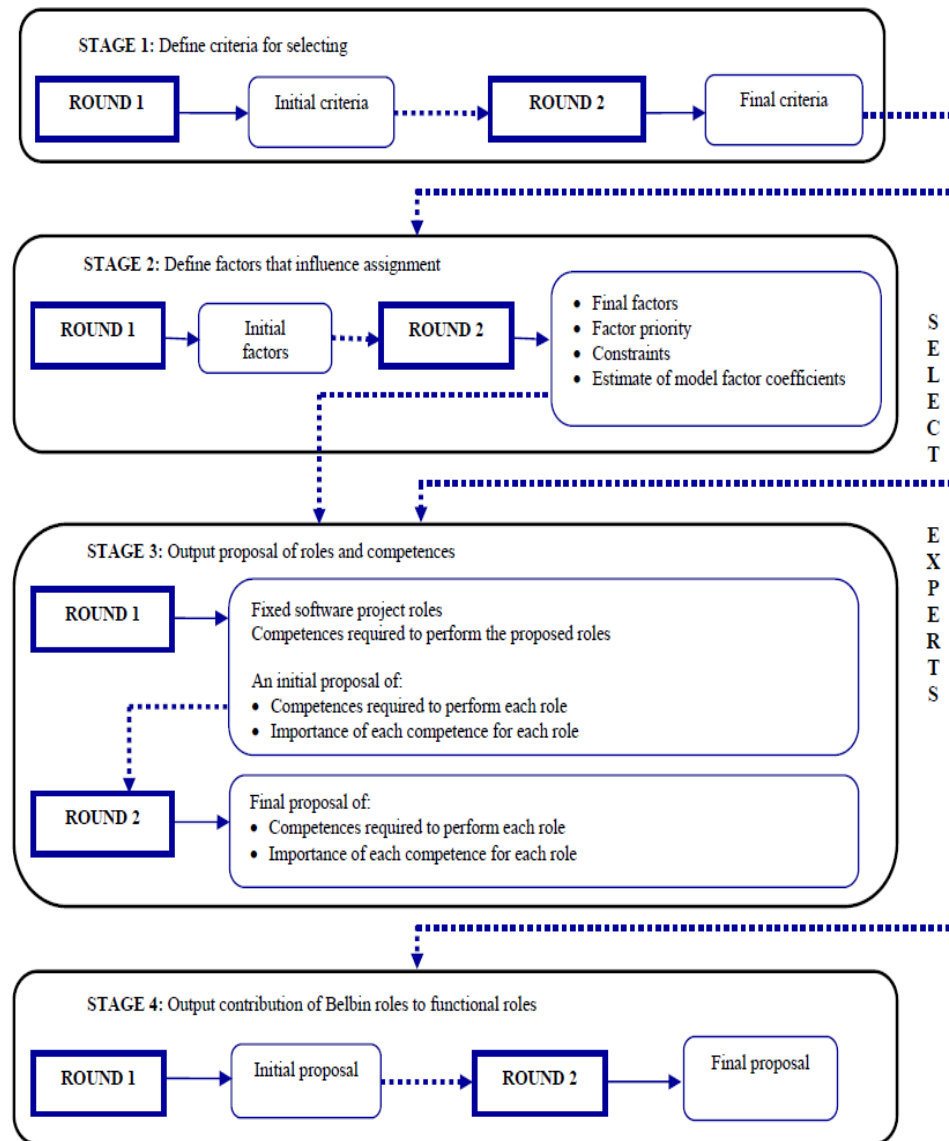 STAGE 1: Define criteria for selecting
ROUND 1
Initial criteria
ROUND 2
Final criteria
STAGE 2: Define factors that influence assignment
ROUND 1
Initial
factors
ROUND 2
• Final factors
• Factor priority
• Constraints
• Estimate of model factor coefficients
SELECT
EXPERTS
STAGE 3: Output proposal of roles and competences
ROUND 1
Fixed software project roles
Competences required to perform the proposed roles
An initial proposal of:
• Competences required to perform each role
• Importance of each competence for each role
ROUND 2
Final proposal of:
• Competences required to perform each role
• Importance of each competence for each role
STAGE 4: Output contribution of Belbin roles to functional roles
ROUND 1
Initial proposal
ROUND 2
Final proposal